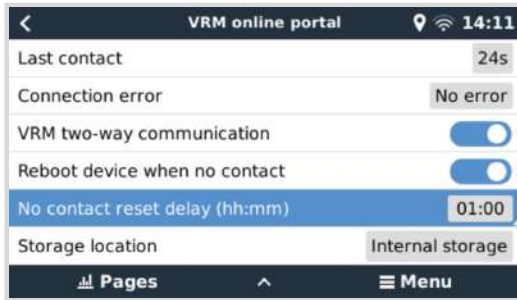 VRM online portal 14:11
Last contact 24s
Connection error No error
VRM two-way communication
Reboot device when no contact
No contact reset delay (hh:mm) 01:00
Storage location Internal storage
Pages Menu